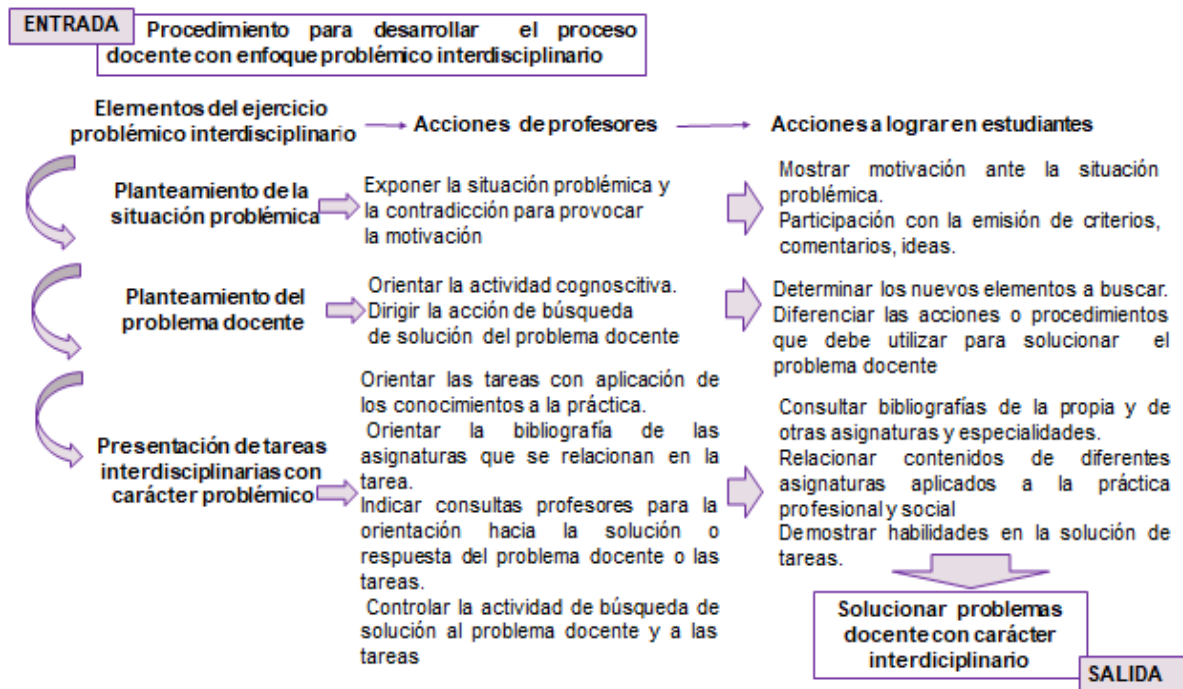 ENTRADA
Procedimiento para desarrollar el proceso
docente con enfoque problémico interdisciplinario
Elementos del ejercicio
problémico interdisciplinario
Acciones de profesores
Acciones a lograr en estudiantes
Planteamiento de la
situación problémica
Exponer la situación problémica y
la contradicción para provocar
la motivación
Mostrar motivación ante la situación
problémica.
Participación con la emisión de criterios,
comentarios, ideas.
Planteamiento del
problema docente
Orientar la actividad cognoscitiva.
Dirigir la acción de búsqueda
de solución del problema docente
Determinar los nuevos elementos a buscar.
Diferenciar las acciones o procedimientos
que debe utilizar para solucionar el
problema docente
Presentación de tareas
interdisciplinarias con
carácter problémico
Orientar las tareas con aplicación de
los conocimientos a la práctica.
Orientar la bibliografía de las
asignaturas que se relacionan en la
tarea.
Indicar consultas profesores para la
orientación hacia la solución o
respuesta del problema docente o las
tareas.
Controlar la actividad de búsqueda de
solución al problema docente y a las
tareas
Consultar bibliografías de la propia y de
otras asignaturas y especialidades.
Relacionar contenidos de diferentes
asignaturas aplicados a la práctica
profesional y social
Demostrar habilidades en la solución de
tareas.
Solucionar problemas
docente con carácter
interdiciplinario
SALIDA